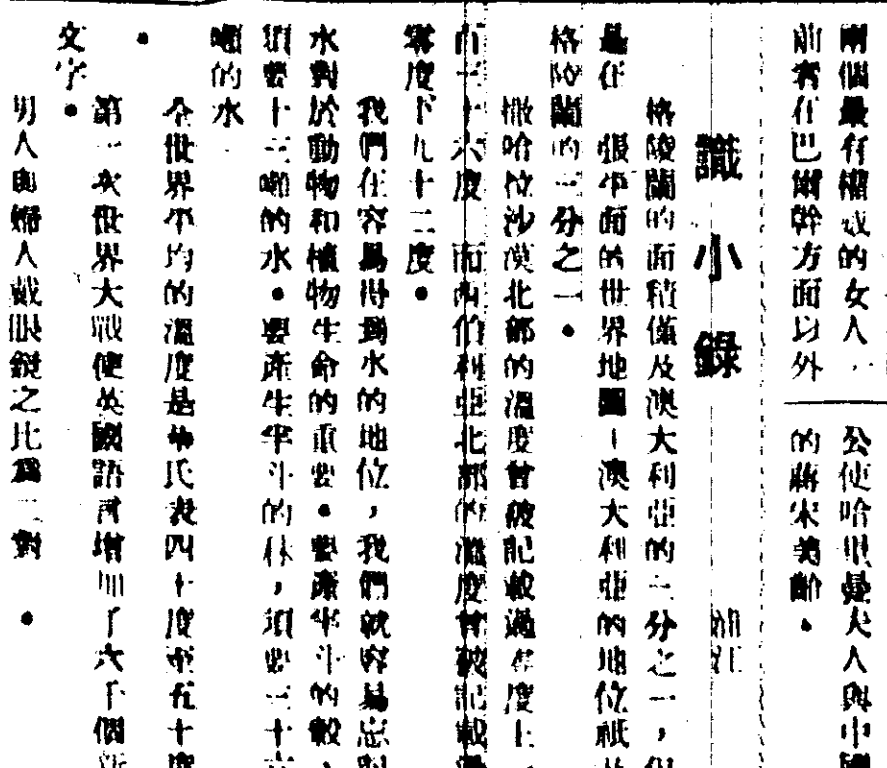 兩個最有權威的女人，
前者在巴爾幹方面以外
公使哈里曼夫人與中國
的蔣宋美齡。
識小錄
格陵蘭的面積僅及澳大利亞的三分之一，但
是在一張平面的世界地圖上澳大利亞的地位祇及
格陵蘭的三分之一。
撒哈拉沙漠北部的溫度曾被記載過零度上一
百三十六度 而西伯利亞北部的溫度曾被記載過
零度下九十二度。
我們在容易得到水的地位，我們就容易忘却
水對於動物和植物生命的重要。要產半斗的穀，
須要十三噸的水。要產生半斗的林，須要三十六
噸的水
全世界平均的溫度是華氏表四十度至五十度
。
第一次世界大戰使英國語言增加了六千個新
文字。
男人與婦人戴眼鏡之比為二對 。